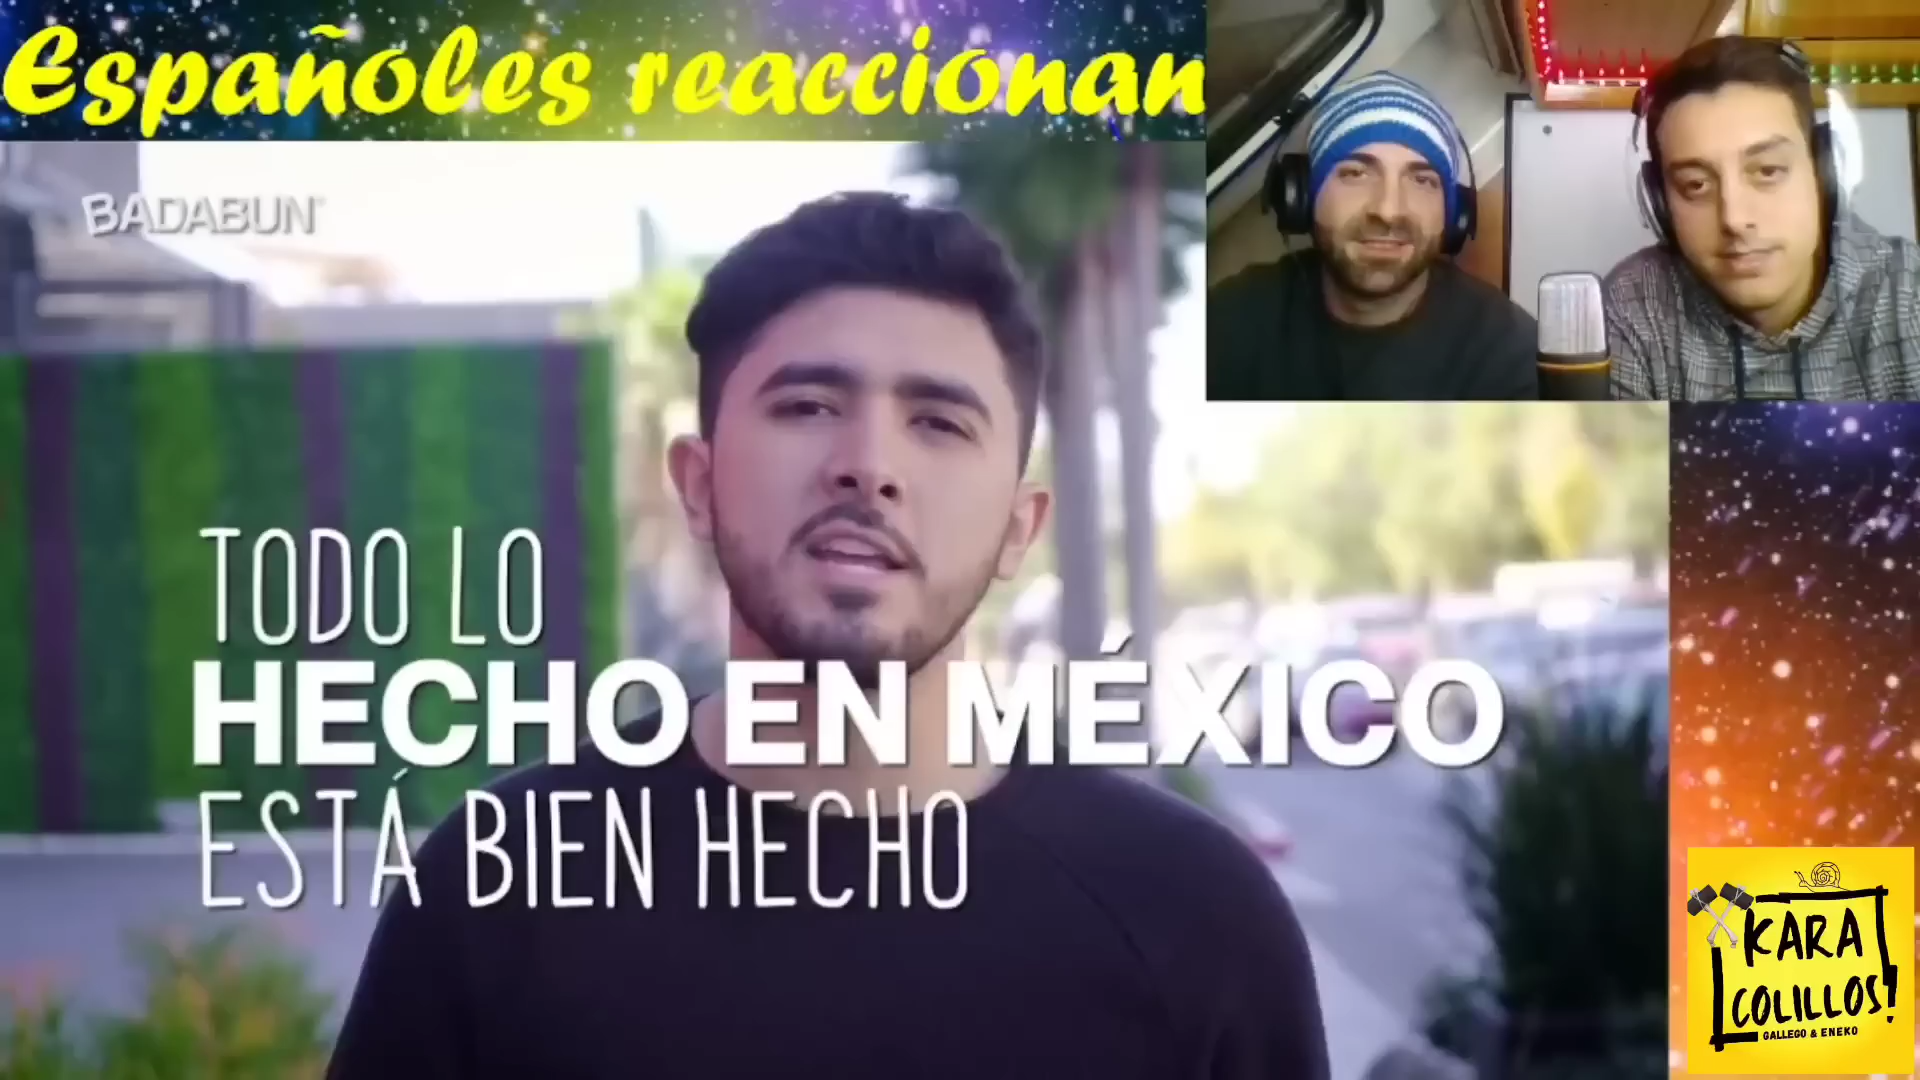 Españoles reaccionan
BADABUN
TODO LO
HECHO EN MÉXICO
ESTÁ BIEN HECHO
KARA
COLILLOS!
GALLEGO & ENEKO